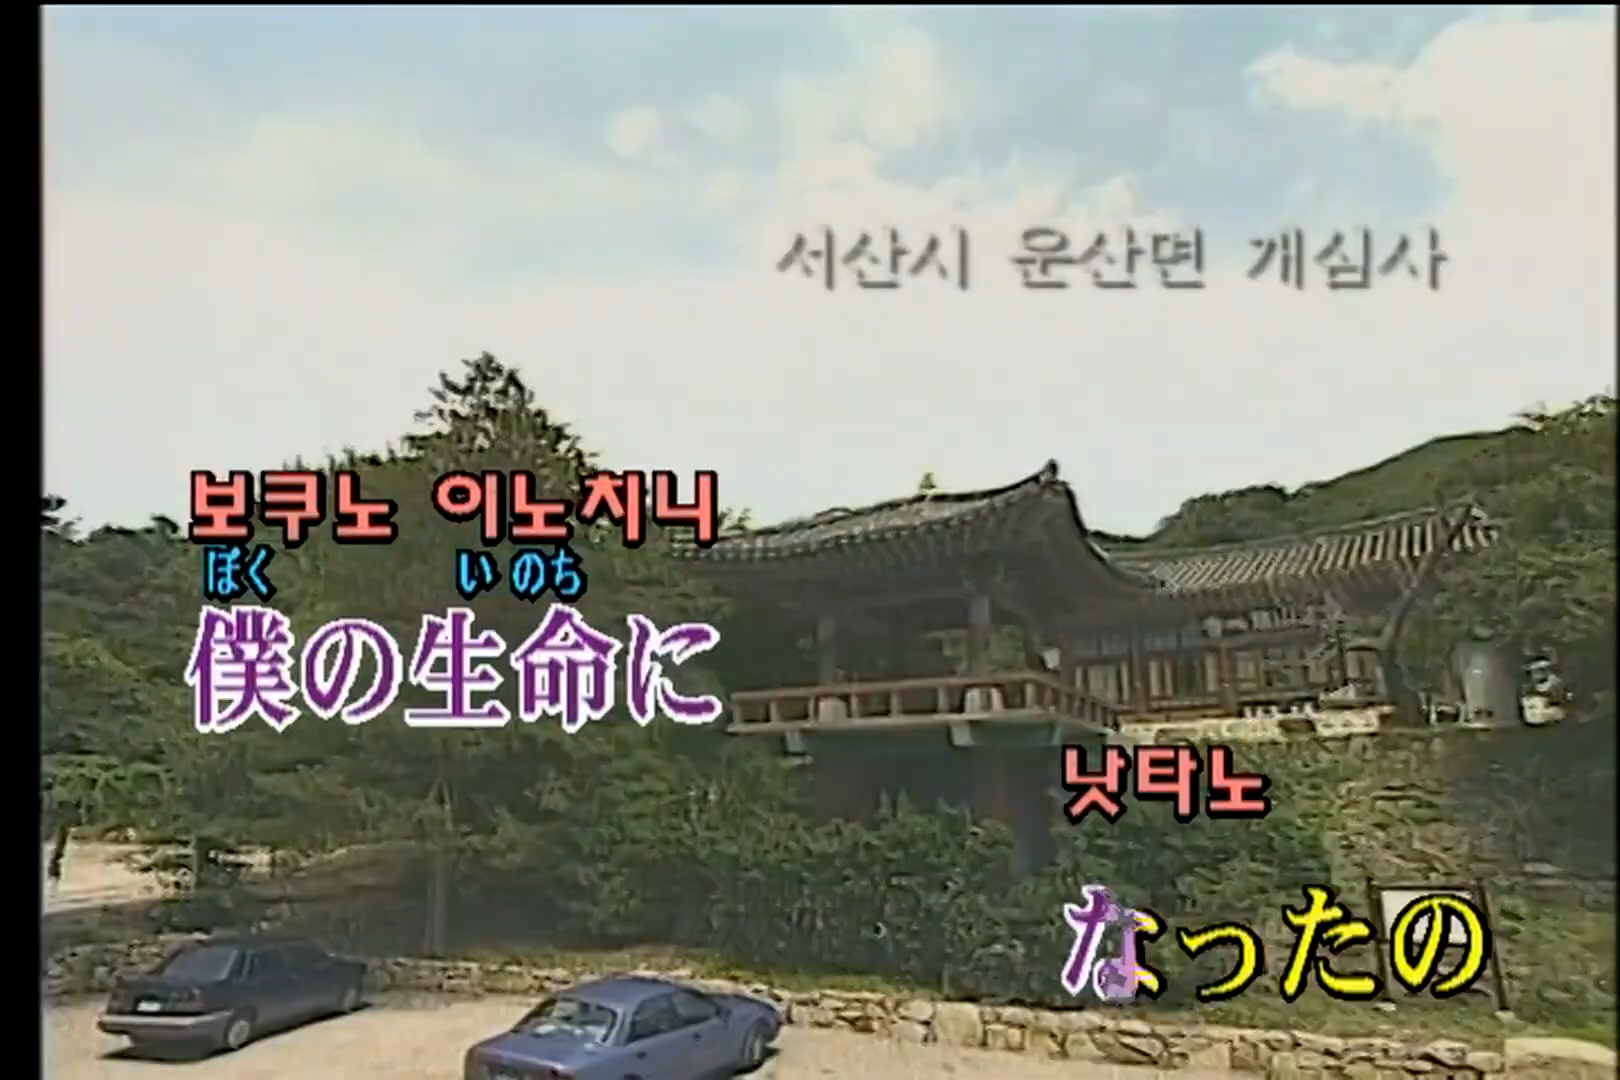 서산시 운산면 개심사
보쿠노 이노치니
ぼく いのち
僕の生命に
낫타노
なったの